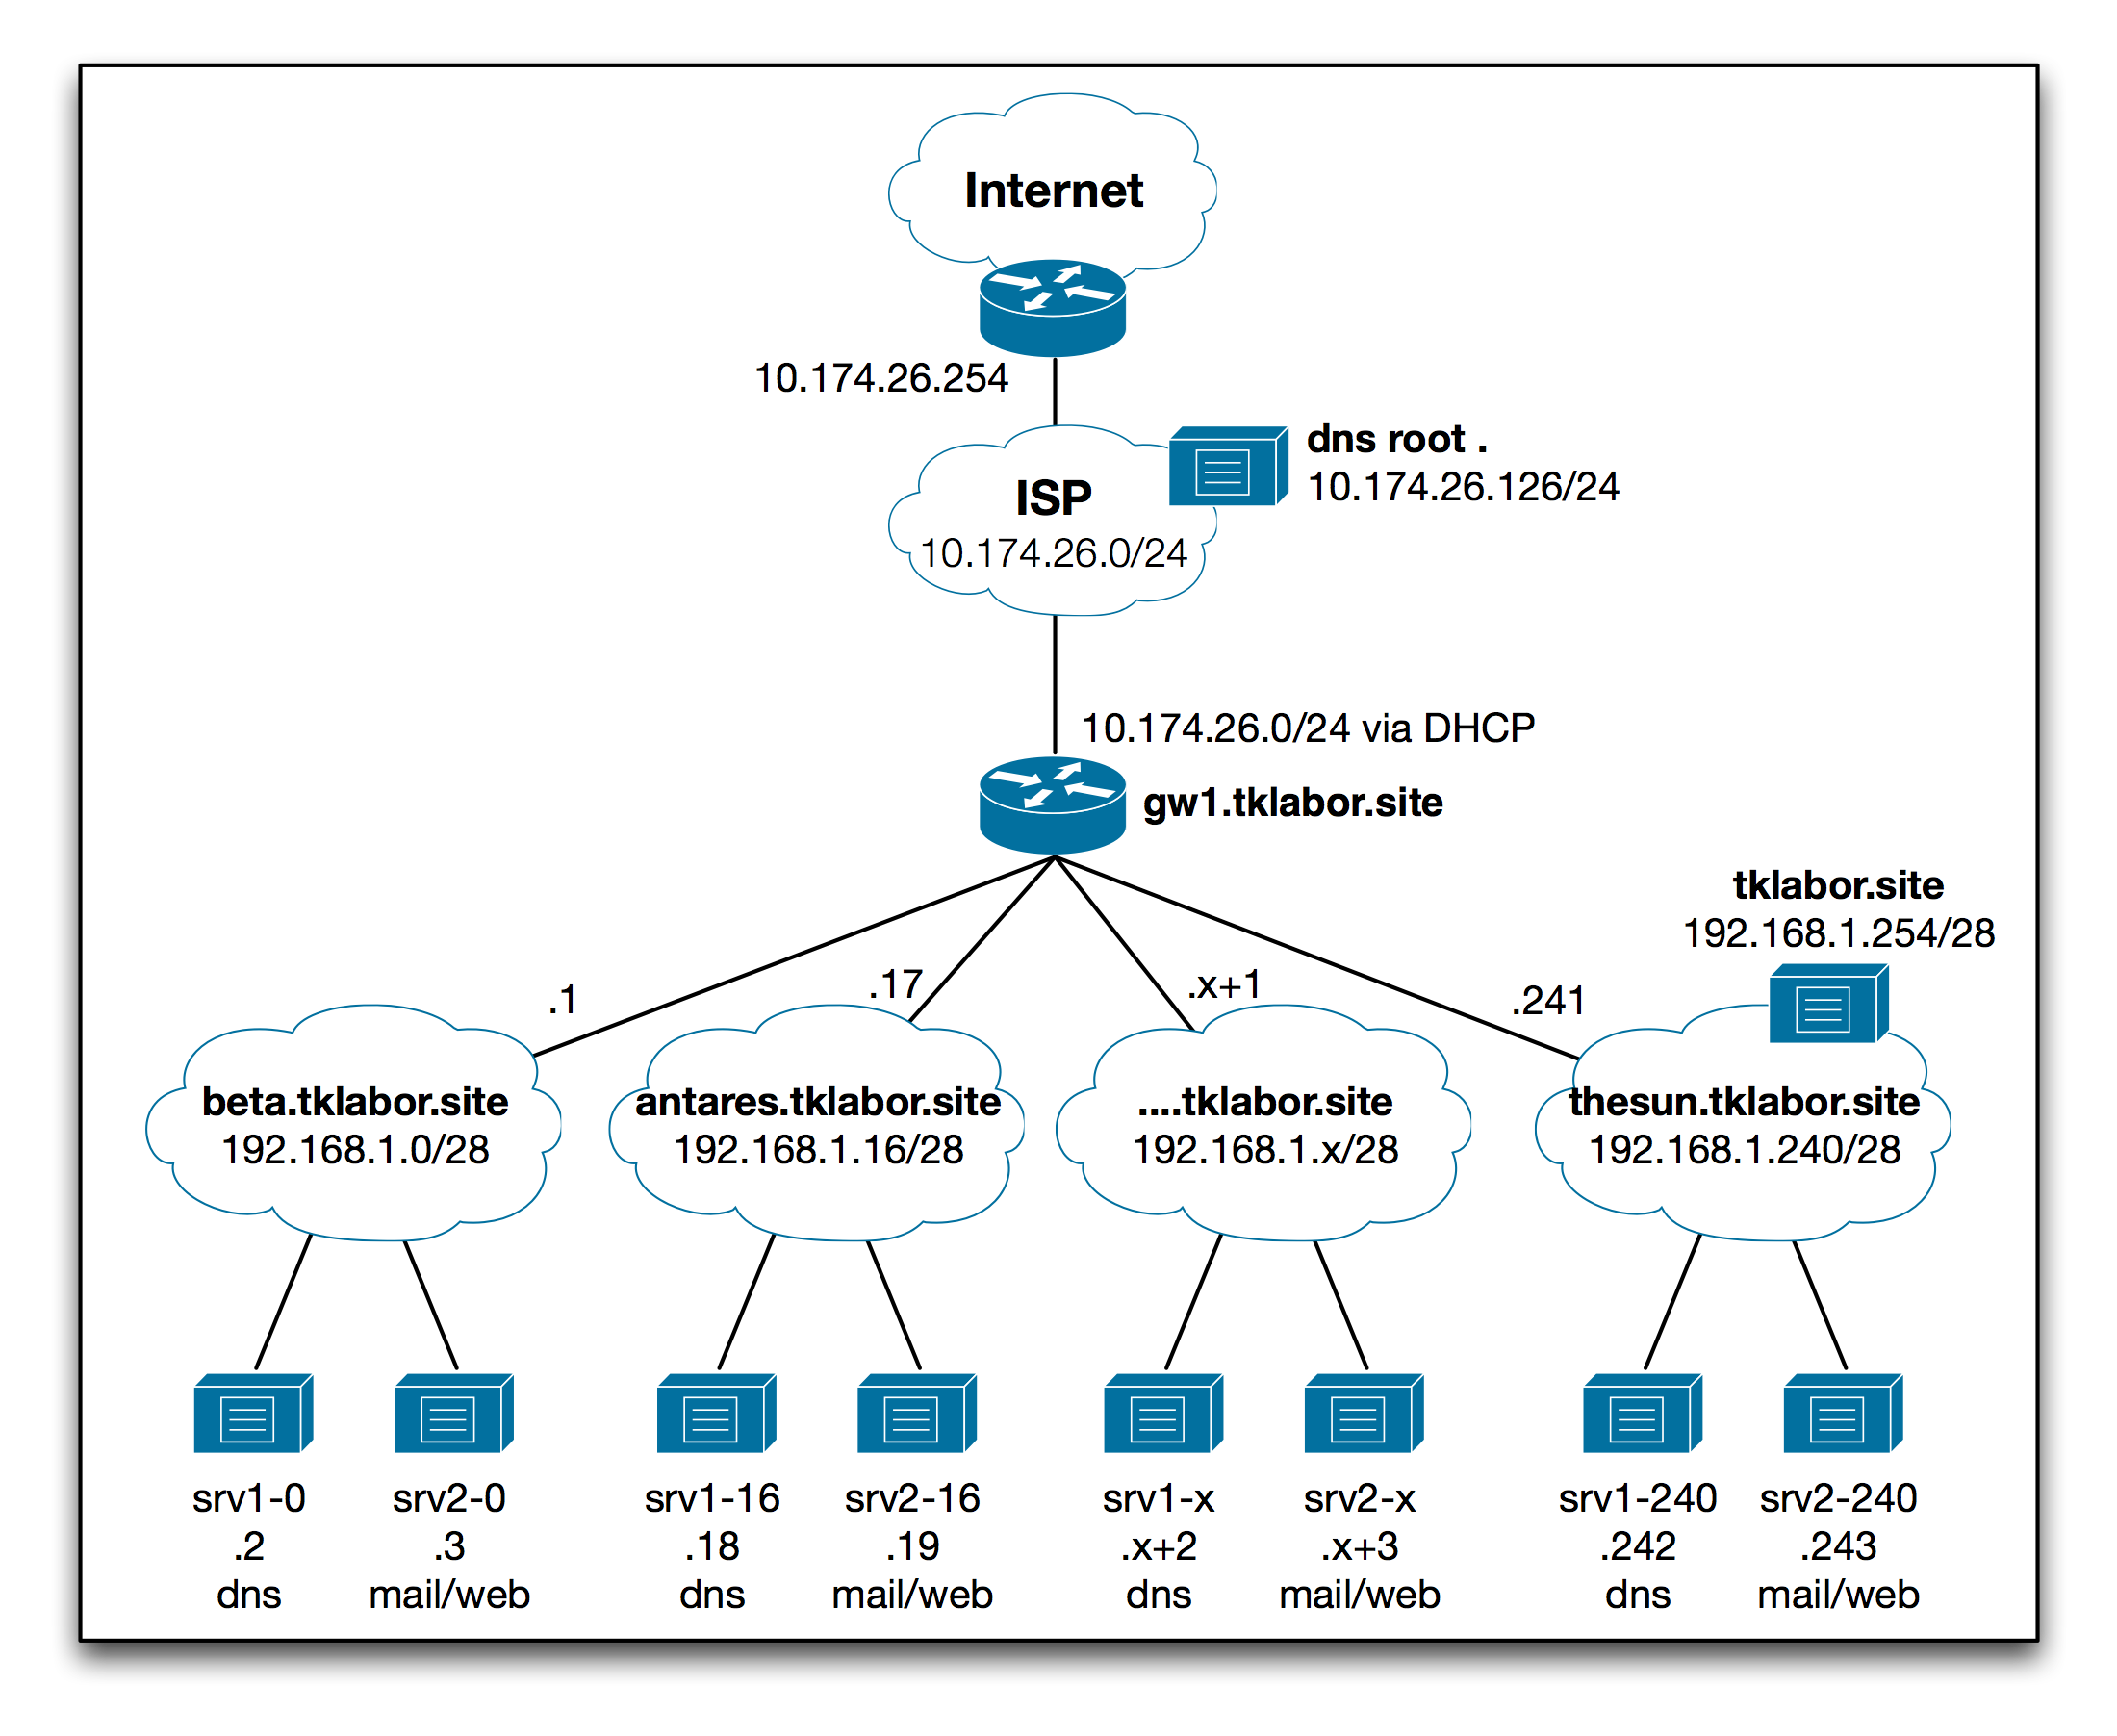 Internet
10.174.26.254
dns root .
10.174.26.126/24
ISP
10.174.26.0/24
10.174.26.0/24 via DHCP
gw1.tklabor.site
tklabor.site
192.168.1.254/28
.1
.17
.x+1
.241
beta.tklabor.site
192.168.1.0/28
antares.tklabor.site
192.168.1.16/28
....tklabor.site
192.168.1.x/28
thesun.tklabor.site
192.168.1.240/28
srv1-0
.2
dns
srv2-0
.3
mail/web
srv1-16
.18
dns
srv2-16
.19
mail/web
srv1-x
.x+2
dns
srv2-x
.x+3
mail/web
srv1-240
.242
dns
srv2-240
.243
mail/web